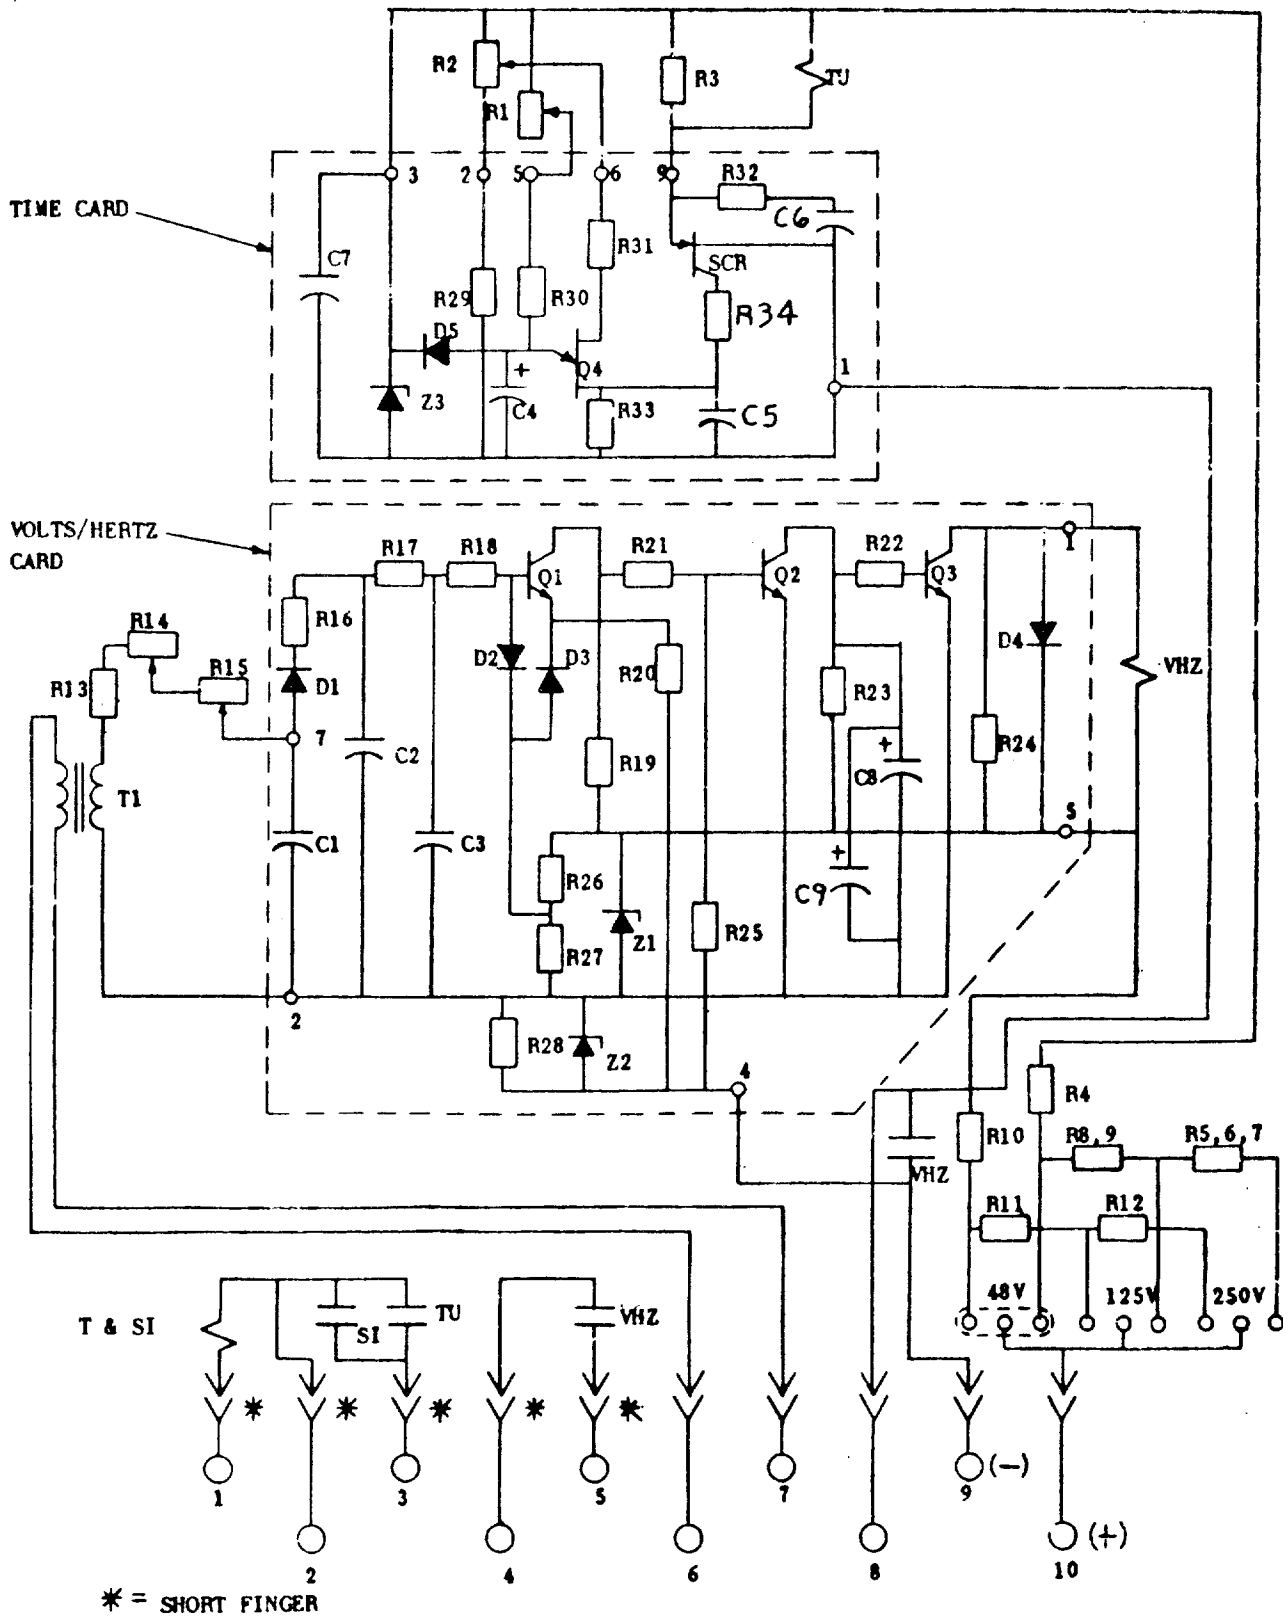 R2
R1
R3
TU
TIME CARD
3
2
5
6
9
R32
C6
C7
R31
SCR
R29
R30
R34
D5
Q4
1
Z3
C4
R33
C5
VOLTS/HERTZ
CARD
R17
R18
Q1
R21
Q2
R22
Q3
1
R16
R14
D2
D3
R20
D4
VHZ
R13
R15
D1
R23
7
C2
R24
T1
R19
C8
C1
C3
5
R26
C9
R27
Z1
R25
2
R28
Z2
4
R4
R10
R8,9
R5,6,7
VHZ
R11
R12
48V
125V
250V
T & SI
SI
TU
VHZ
* * * * *
1
3
5
7
9
(-)
2
4
6
8
10
(+)
* = SHORT FINGER